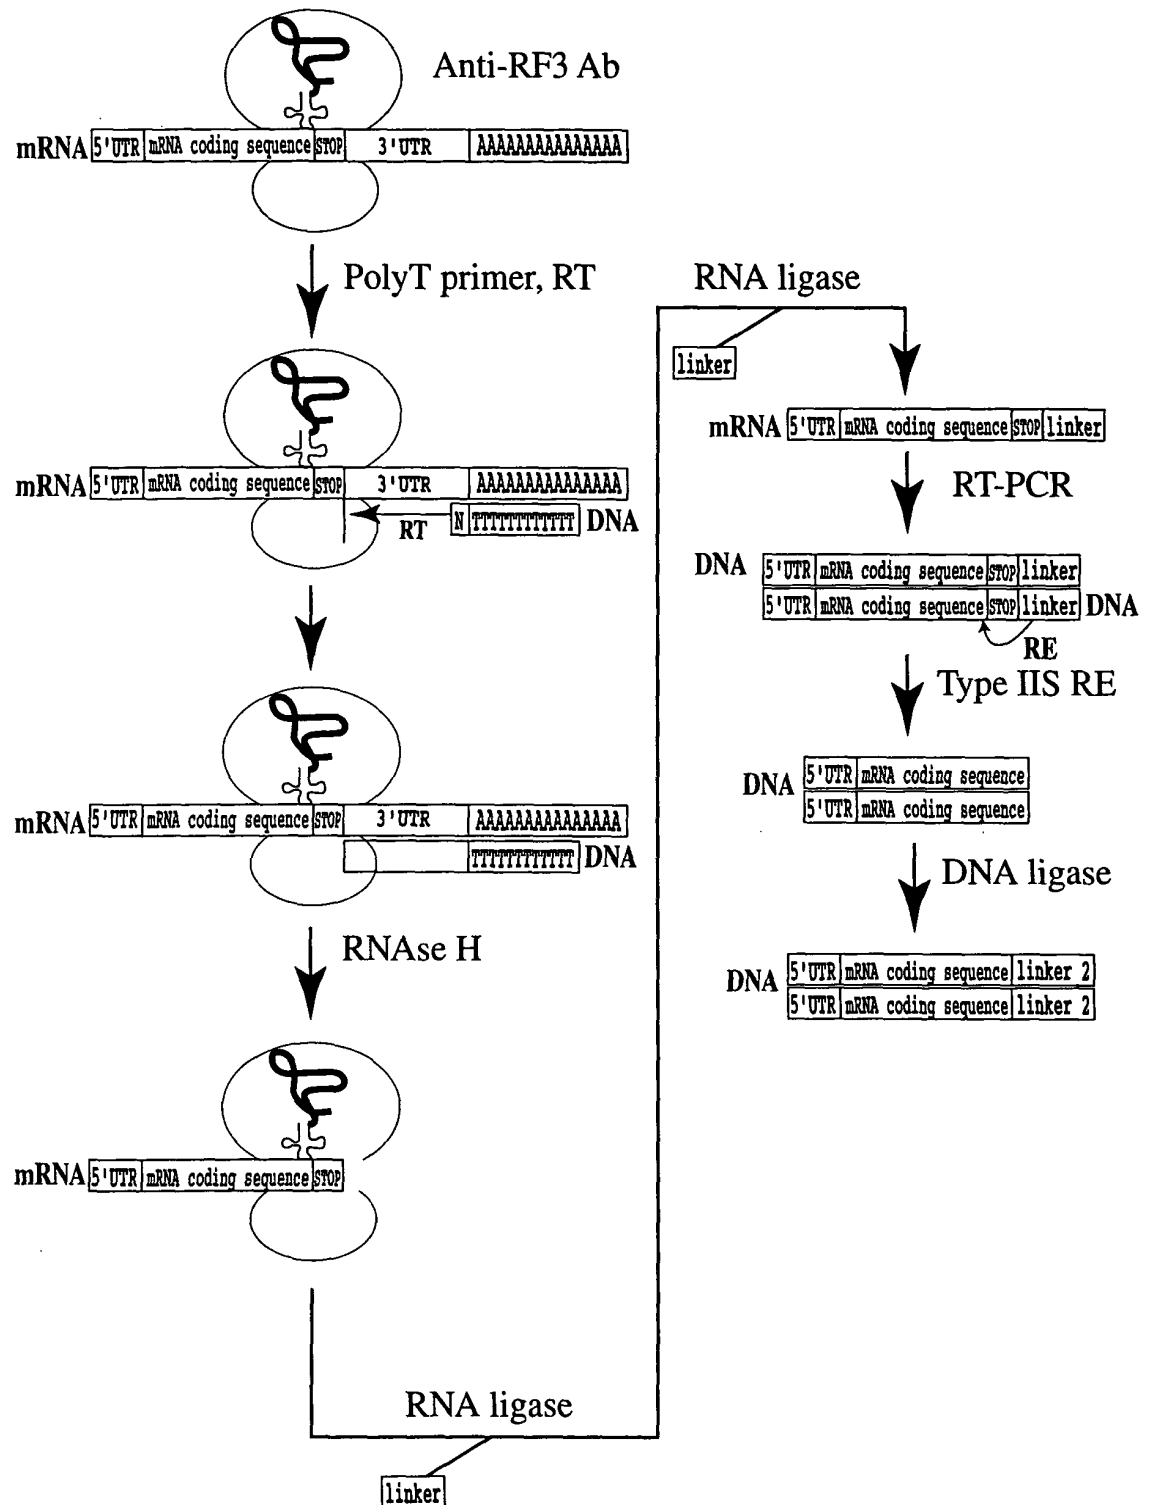 Anti-RF3 Ab
mRNA 5'UTR mRNA coding sequence STOP 3'UTR AAAAAAAAAAAAAAA
PolyT primer, RT
mRNA 5'UTR mRNA coding sequence STOP 3'UTR AAAAAAAAAAAAAAA
RT N TTTTTTTTTTTT DNA
mRNA 5'UTR mRNA coding sequence STOP 3'UTR AAAAAAAAAAAAAAA
TTTTTTTTTTTT DNA
RNAse H
mRNA 5'UTR mRNA coding sequence STOP
RNA ligase
linker
RNA ligase
linker
mRNA 5'UTR mRNA coding sequence STOP linker
RT-PCR
DNA 5'UTR mRNA coding sequence STOP linker
5'UTR mRNA coding sequence STOP linker DNA
RE
Type IIS RE
DNA 5'UTR mRNA coding sequence
5'UTR mRNA coding sequence
DNA ligase
DNA 5'UTR mRNA coding sequence linker 2
5'UTR mRNA coding sequence linker 2